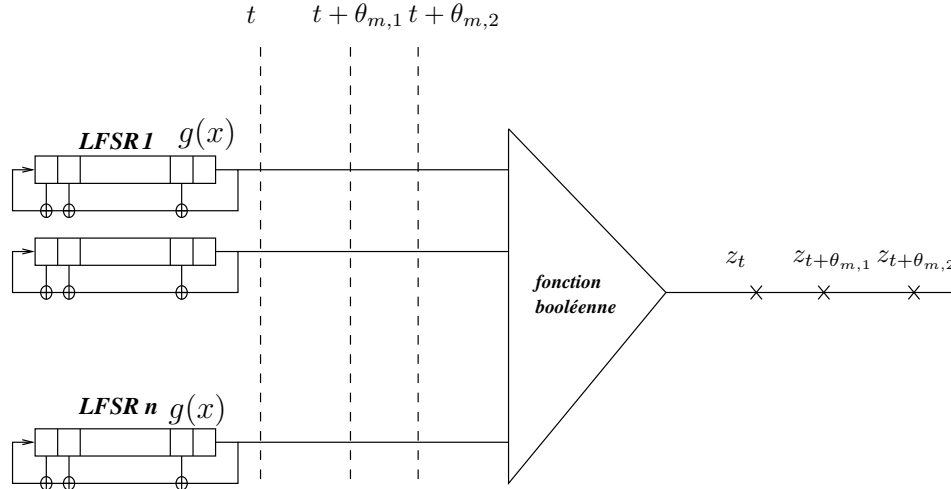 t t + θ_{m,1} t + θ_{m,2}
LFSR 1 g(x)
z_t z_{t+θ_{m,1}} z_{t+θ_{m,2}}
fonction
booléenne
LFSR n g(x)